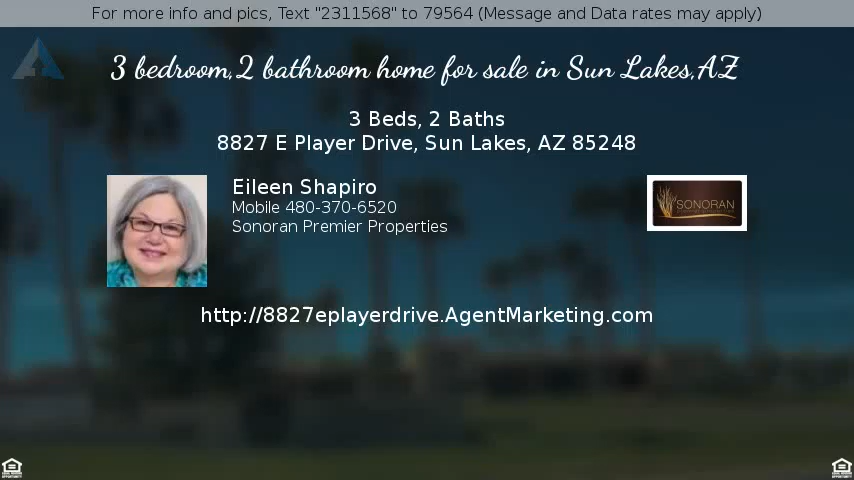 For more info and pics, Text "2311568" to 79564 (Message and Data rates may apply)
3 bedroom,2 bathroom home for sale in Sun Lakes,AZ
3 Beds, 2 Baths
8827 E Player Drive, Sun Lakes, AZ 85248
Eileen Shapiro
Mobile 480-370-6520
Sonoran Premier Properties
SONORAN
http://8827eplayerdrive.AgentMarketing.com